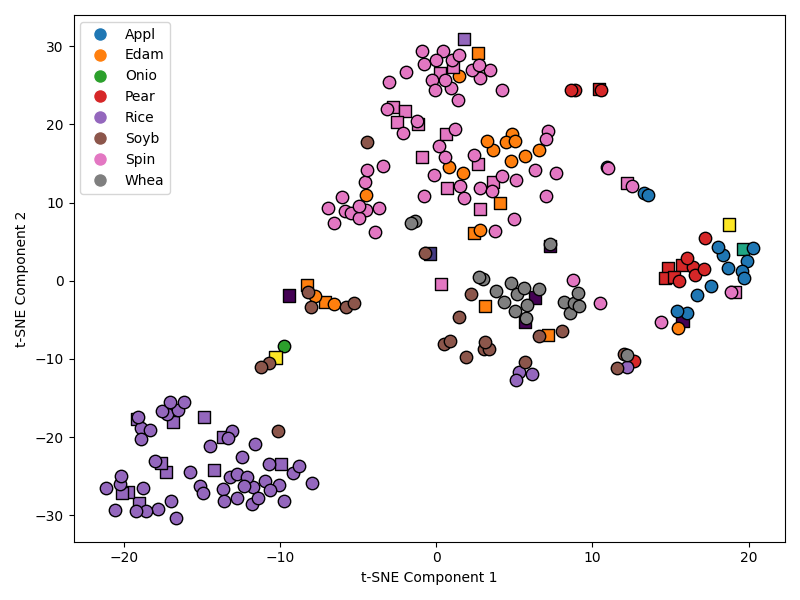 Appl
Edam
Onio
Pear
Rice
Soyb
Spin
Whea
30
20
10
0
−10
−20
−30
t-SNE Component 2
−20 −10 0 10 20
t-SNE Component 1